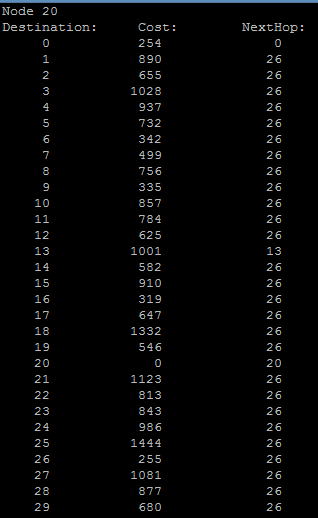 Node 20
Destination: Cost: NextHop:
0 254 0
1 890 26
2 655 26
3 1028 26
4 937 26
5 732 26
6 342 26
7 499 26
8 756 26
9 335 26
10 857 26
11 784 26
12 625 26
13 1001 13
14 582 26
15 910 26
16 319 26
17 647 26
18 1332 26
19 546 26
20 0 20
21 1123 26
22 813 26
23 843 26
24 986 26
25 1444 26
26 255 26
27 1081 26
28 877 26
29 680 26